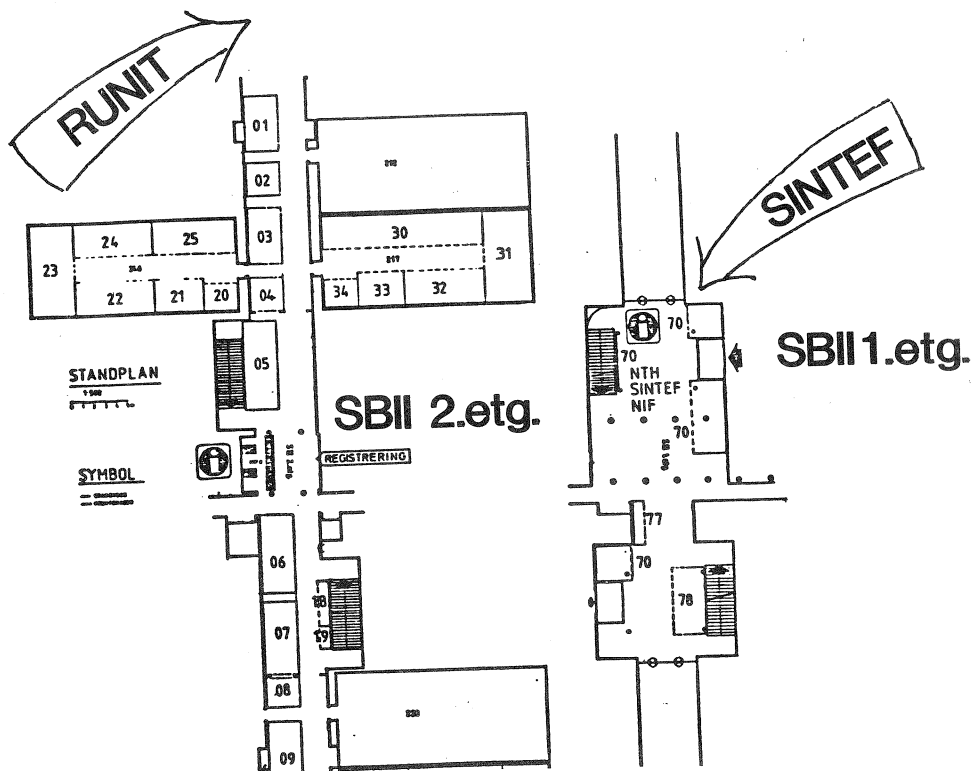 RUNIT
01
02
03
04
05
23
24
25
22
21
20
30
31
34
33
32
STANDPLAN
SBII 2.etg.
REGISTRERING
SYMBOL
06
07
08
09
SINTEF
70
70
NTH
SINTEF
NIF
70
SBII 1.etg.
77
70
78